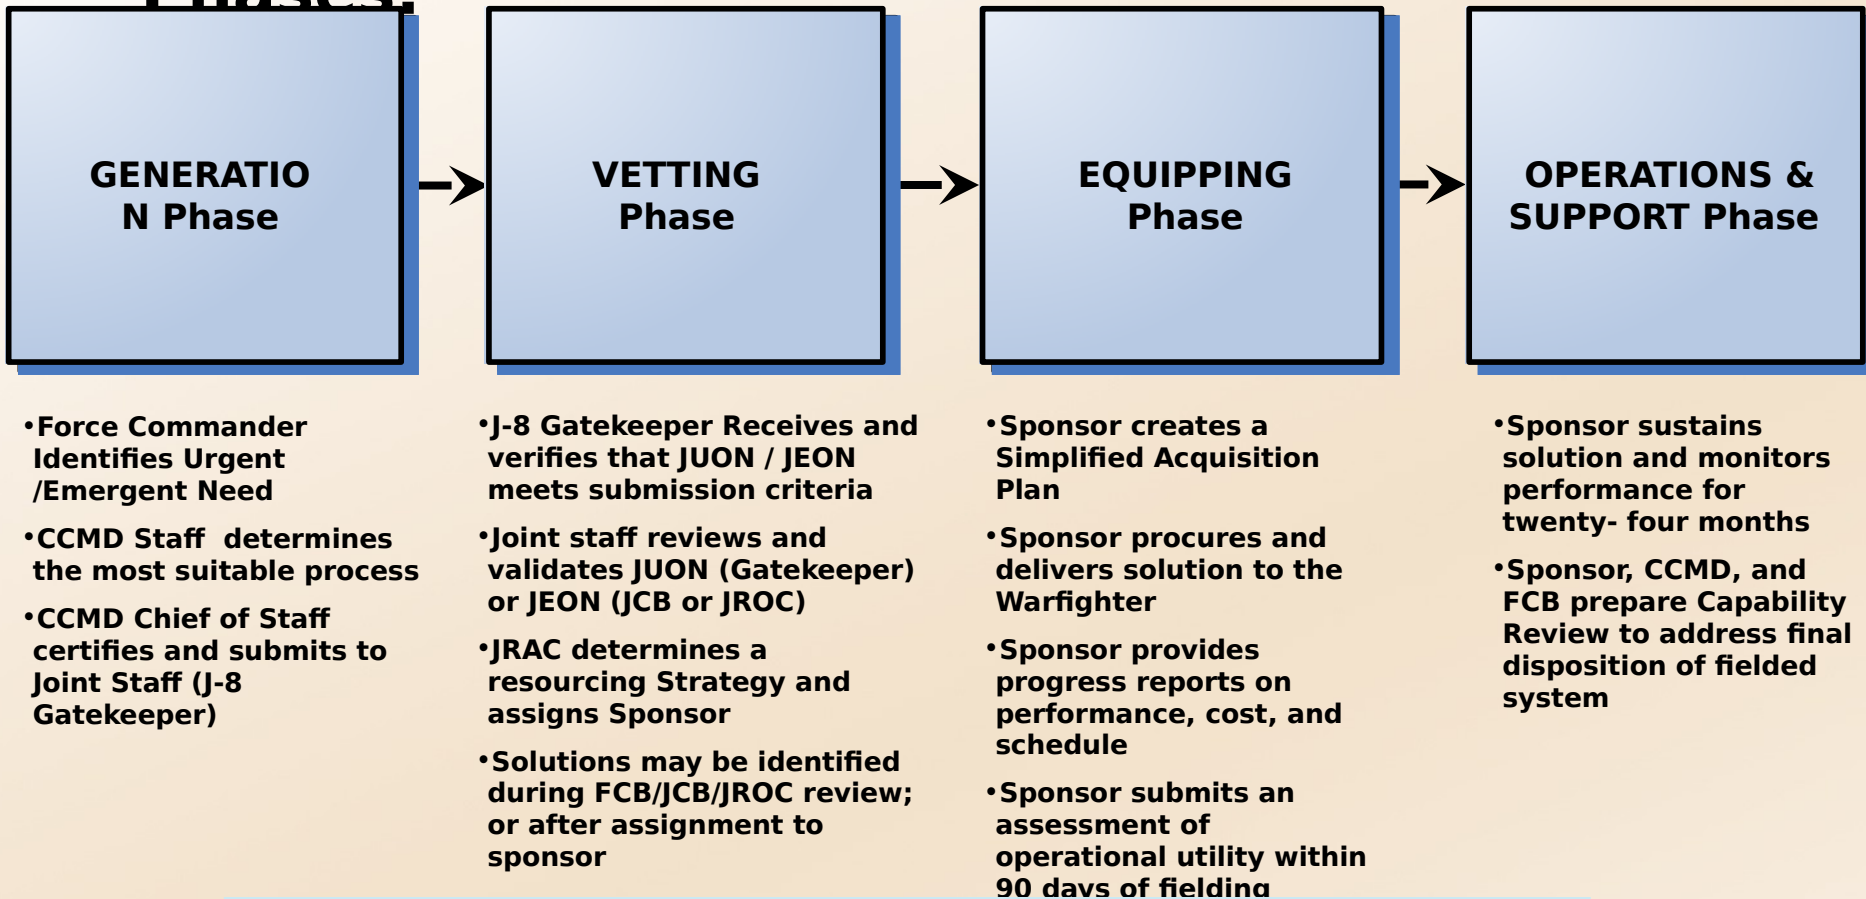 Phases:
GENERATIO
N Phase
VETTING
Phase
EQUIPPING
Phase
OPERATIONS &
SUPPORT Phase
•Force Commander
Identifies Urgent
/Emergent Need
•CCMD Staff  determines
the most suitable process
•CCMD Chief of Staff
certifies and submits to
Joint Staff (J-8
Gatekeeper)
•J-8 Gatekeeper Receives and
verifies that JUON / JEON
meets submission criteria
•Joint staff reviews and
validates JUON (Gatekeeper)
or JEON (JCB or JROC)
•JRAC determines a
resourcing Strategy and
assigns Sponsor
•Solutions may be identified
during FCB/JCB/JROC review;
or after assignment to
sponsor
•Sponsor creates a
Simplified Acquisition
Plan
•Sponsor procures and
delivers solution to the
Warfighter
•Sponsor provides
progress reports on
performance, cost, and
schedule
•Sponsor submits an
assessment of
operational utility within
90 days of fielding
•Sponsor sustains
solution and monitors
performance for
twenty- four months
•Sponsor, CCMD, and
FCB prepare Capability
Review to address final
disposition of fielded
system